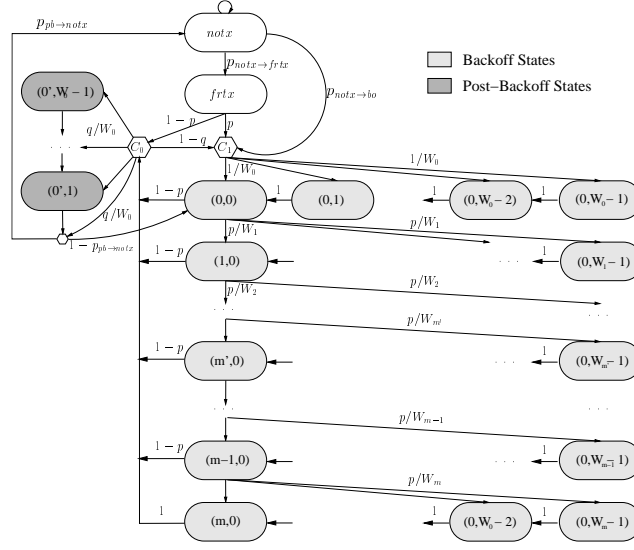 p_{pb→notx}
notx
p_{notx→frtx}
p_{notx→bo}
Backoff States
Post−Backoff States
frtx
(0',W_0 − 1)
1 − p
p
q/W_0
C_0
1 − q
C_1
. . .
1/W_0
1/W_0
(0',1)
1 − p
(0,0)
1
(0,1)
(0,W_0 − 2)
1
(0,W_0 − 1)
q/W_0
1 − p_{pb→notx}
p/W_1
p/W_1
1 − p
(1,0)
. . .
1
(0,W_1 − 1)
p/W_2
p/W_2
. . .
. . .
p/W_{m'}
1 − p
(m',0)
. . .
1
(0,W_{m'} − 1)
. . .
. . .
p/W_{m−1}
1 − p
(m−1,0)
. . .
1
(0,W_{m−1} − 1)
p/W_m
1
(m,0)
(0,W_0 − 2)
1
(0,W_m − 1)